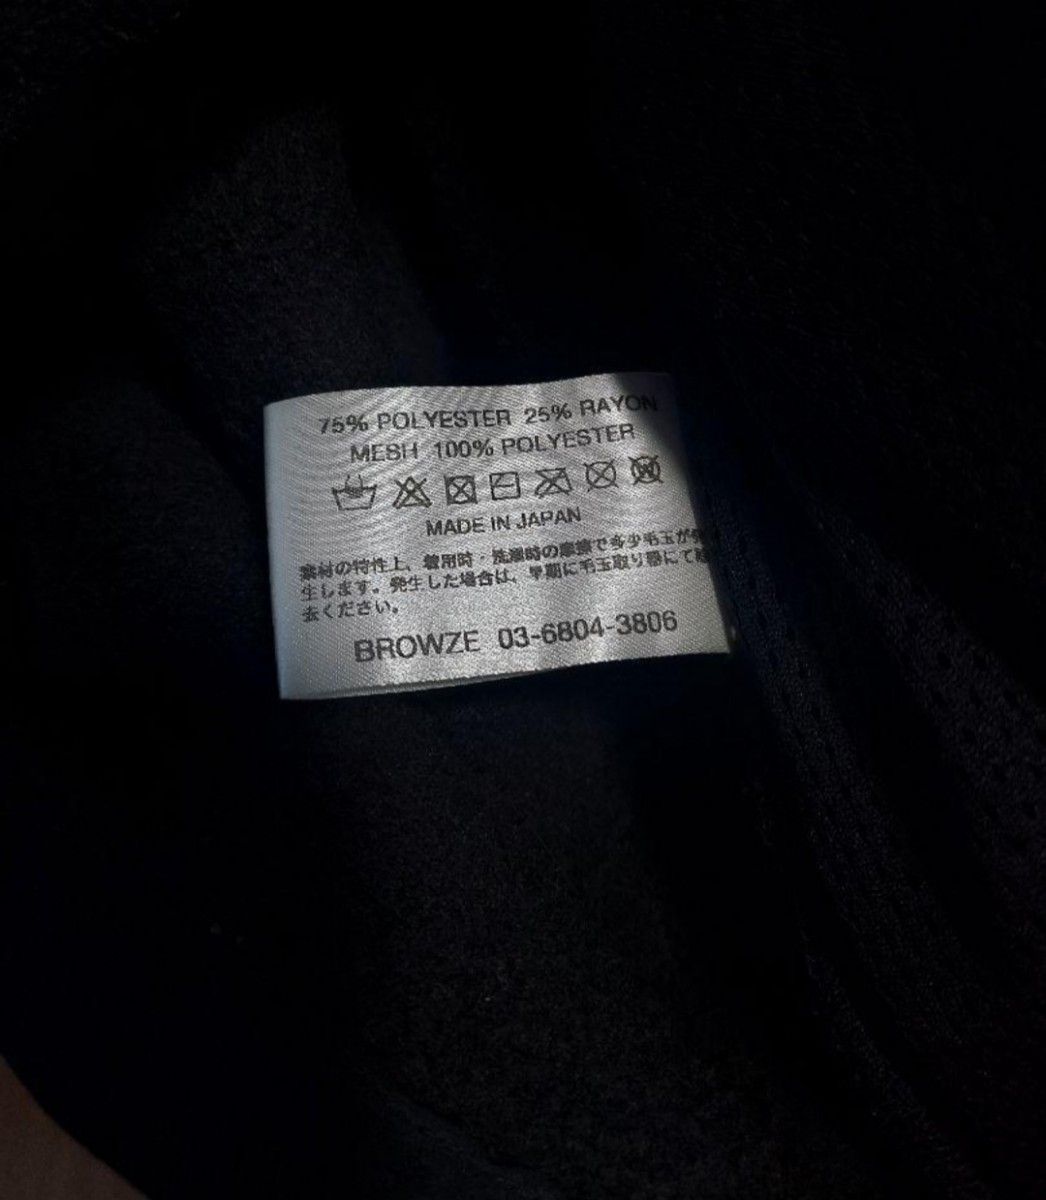 75% POLYESTER 25% RAYON
MESH 100% POLYESTER
MADE IN JAPAN
素材の特性上、着用時・洗濯時の摩擦で多少毛玉が発
生します。発生した場合は、早期に毛玉取り器にて除
去ください。
BROWZE 03-6804-3806